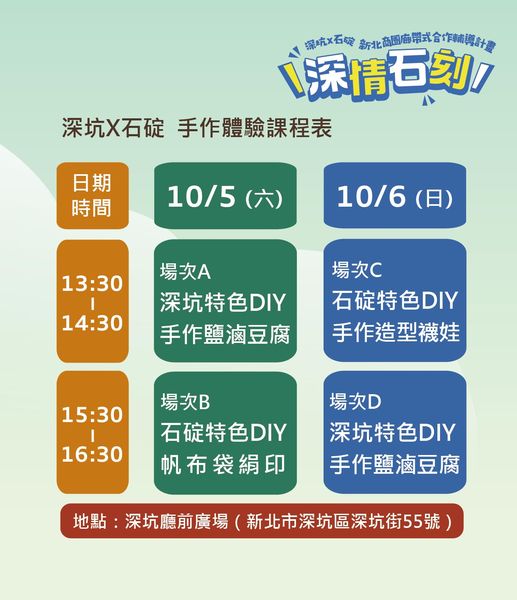 深坑x石碇 新北商圈廊帶式合作輔導計畫
深情石刻
深坑X石碇 手作體驗課程表
日期
時間
10/5 (六)
10/6 (日)
13:30
–
14:30
場次A
深坑特色DIY
手作鹽滷豆腐
場次C
石碇特色DIY
手作造型襪娃
15:30
–
16:30
場次B
石碇特色DIY
帆布袋絹印
場次D
深坑特色DIY
手作鹽滷豆腐
地點：深坑廳前廣場（新北市深坑區深坑街55號）